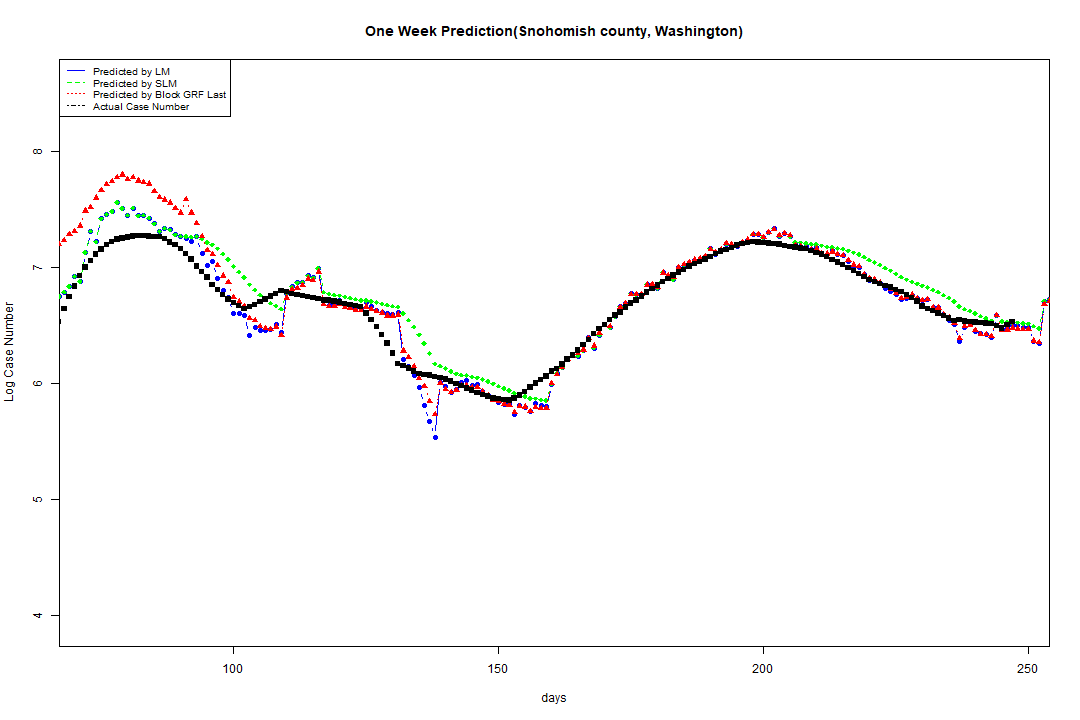 One Week Prediction(Snohomish county, Washington)
Predicted by LM
Predicted by SLM
Predicted by Block GRF Last
Actual Case Number
8
7
6
5
4
Log Case Number
100 150 200 250
days